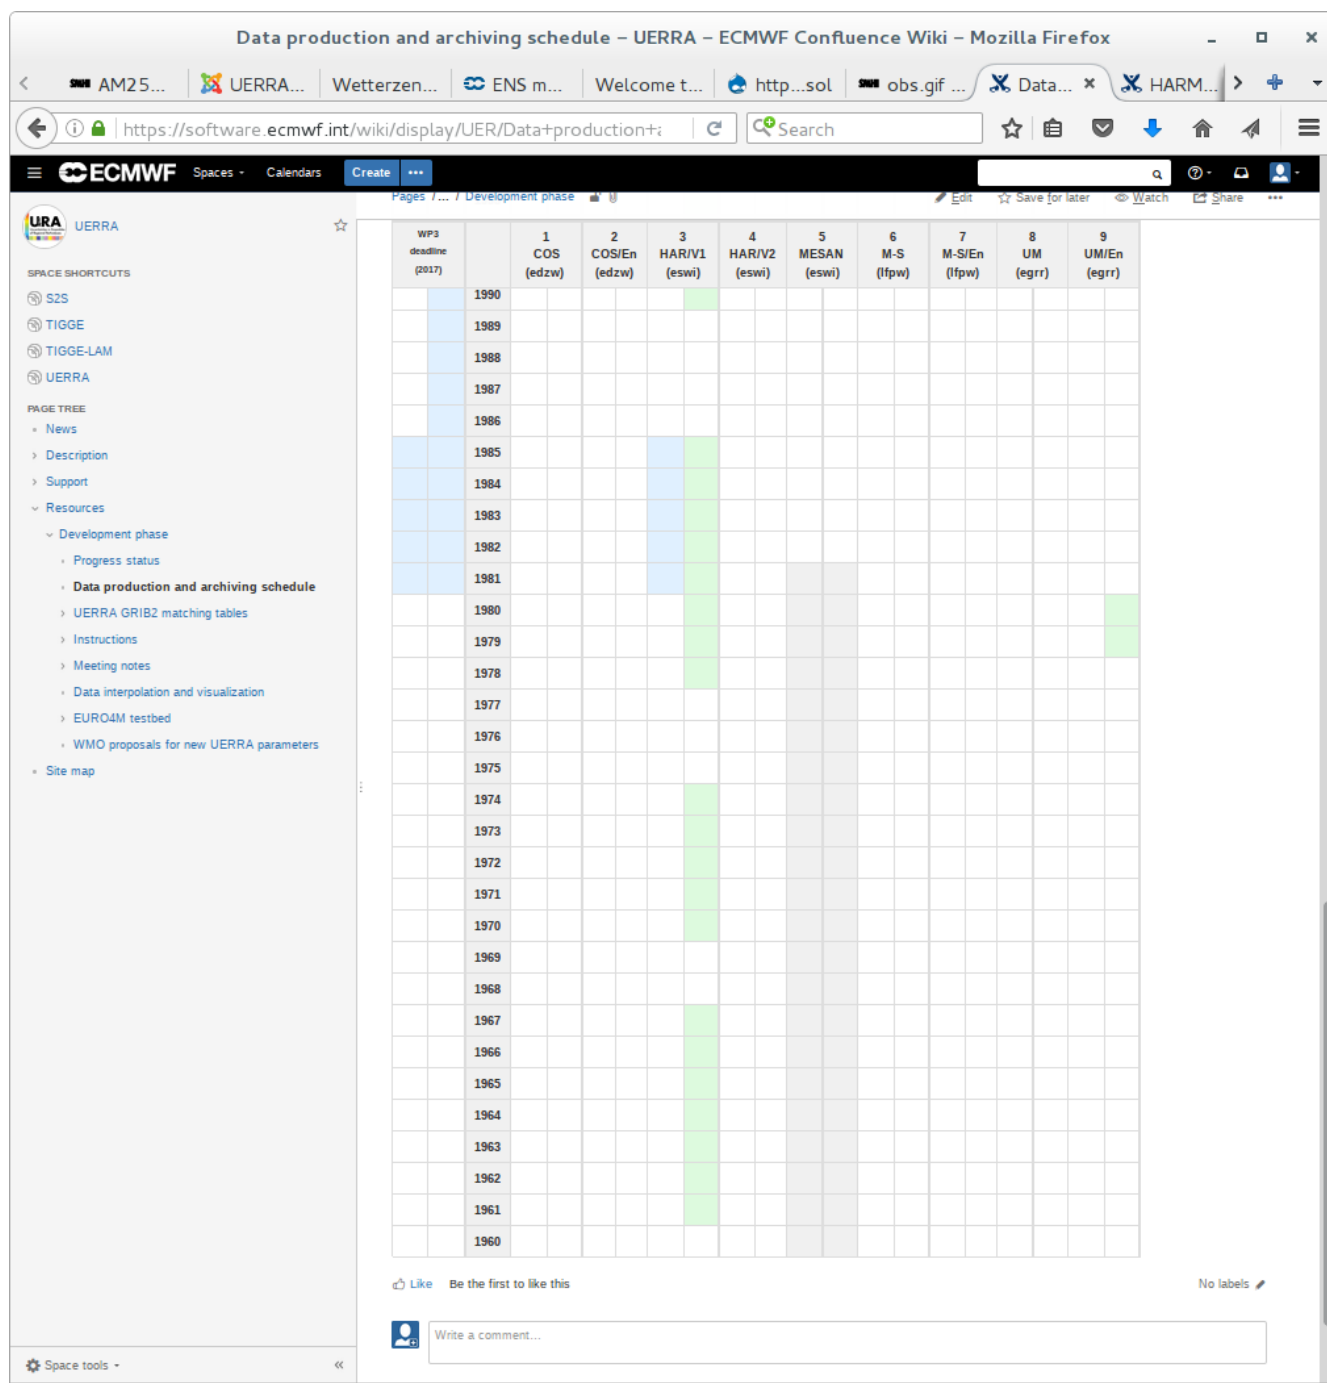 Data production and archiving schedule – UERRA – ECMWF Confluence Wiki – Mozilla Firefox
AM25... UERRA... Wetterzen... ENS m... Welcome t... http...sol obs.gif ... Data... HARM...
https://software.ecmwf.int/wiki/display/UER/Data+production+ Search
ECMWF Spaces Calendars Create
Pages /... / Development phase Edit Save for later Watch Share
URA UERRA
SPACE SHORTCUTS
S2S
TIGGE
TIGGE-LAM
UERRA
PAGE TREE
News
Description
Support
Resources
Development phase
Progress status
Data production and archiving schedule
UERRA GRIB2 matching tables
Instructions
Meeting notes
Data interpolation and visualization
EURO4M testbed
WMO proposals for new UERRA parameters
Site map
Space tools
WP3 1 2 3 4 5 6 7 8 9
deadline COS COS/En HAR/V1 HAR/V2 MESAN M-S M-S/En UM UM/En
(2017) (edzw) (edzw) (eswi) (eswi) (eswi) (lfpw) (lfpw) (egrr) (egrr)
1990
1989
1988
1987
1986
1985
1984
1983
1982
1981
1980
1979
1978
1977
1976
1975
1974
1973
1972
1971
1970
1969
1968
1967
1966
1965
1964
1963
1962
1961
1960
Like Be the first to like this No labels
Write a comment...